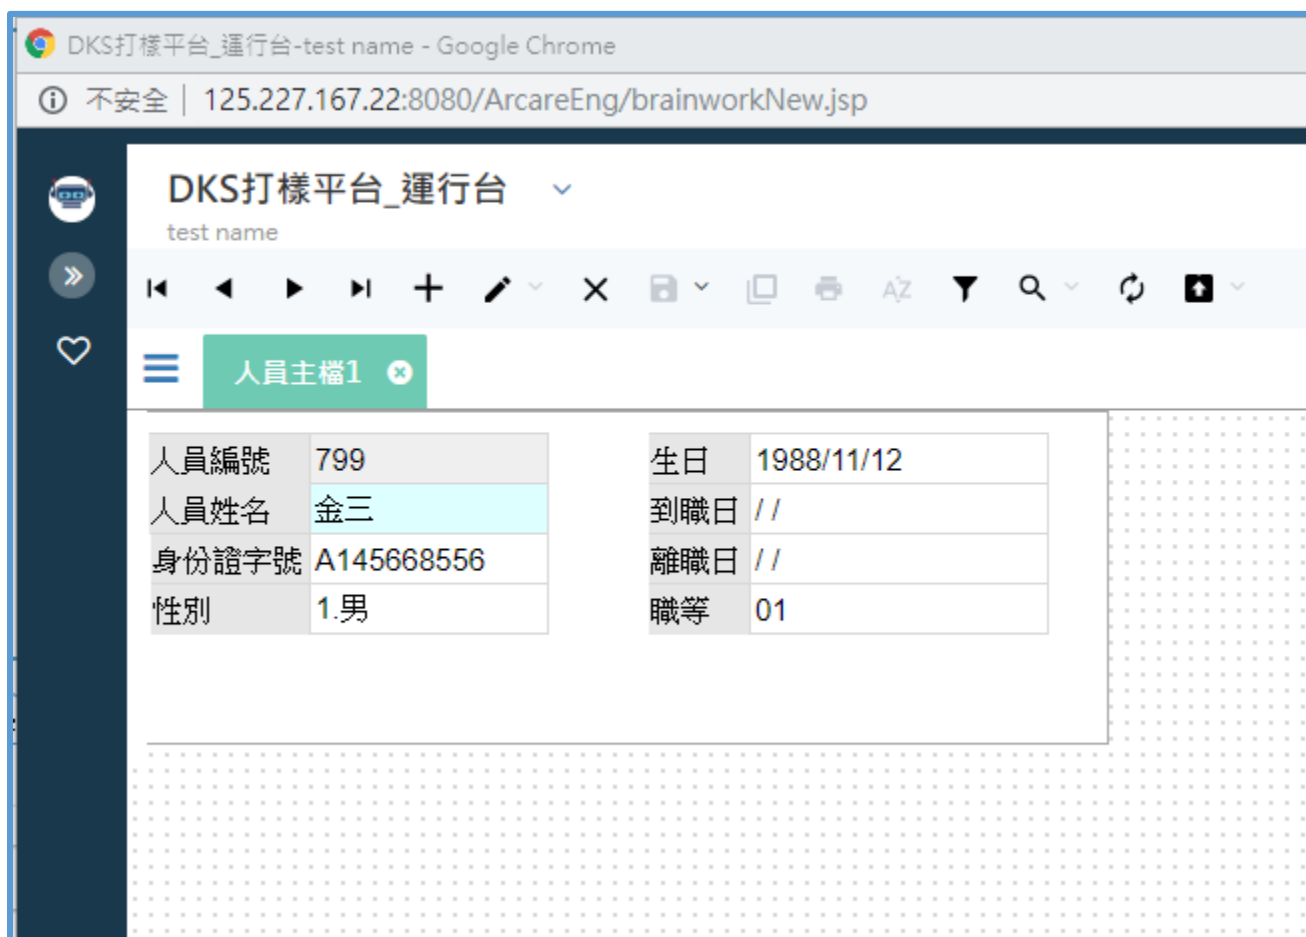 DKS打樣平台_運行台-test name - Google Chrome
不安全 | 125.227.167.22:8080/ArcareEng/brainworkNew.jsp
DKS打樣平台_運行台
test name
AZ
人員主檔1
人員編號 799 生日 1988/11/12
人員姓名 金三 到職日 / /
身份證字號 A145668556 離職日 / /
性別 1.男 職等 01